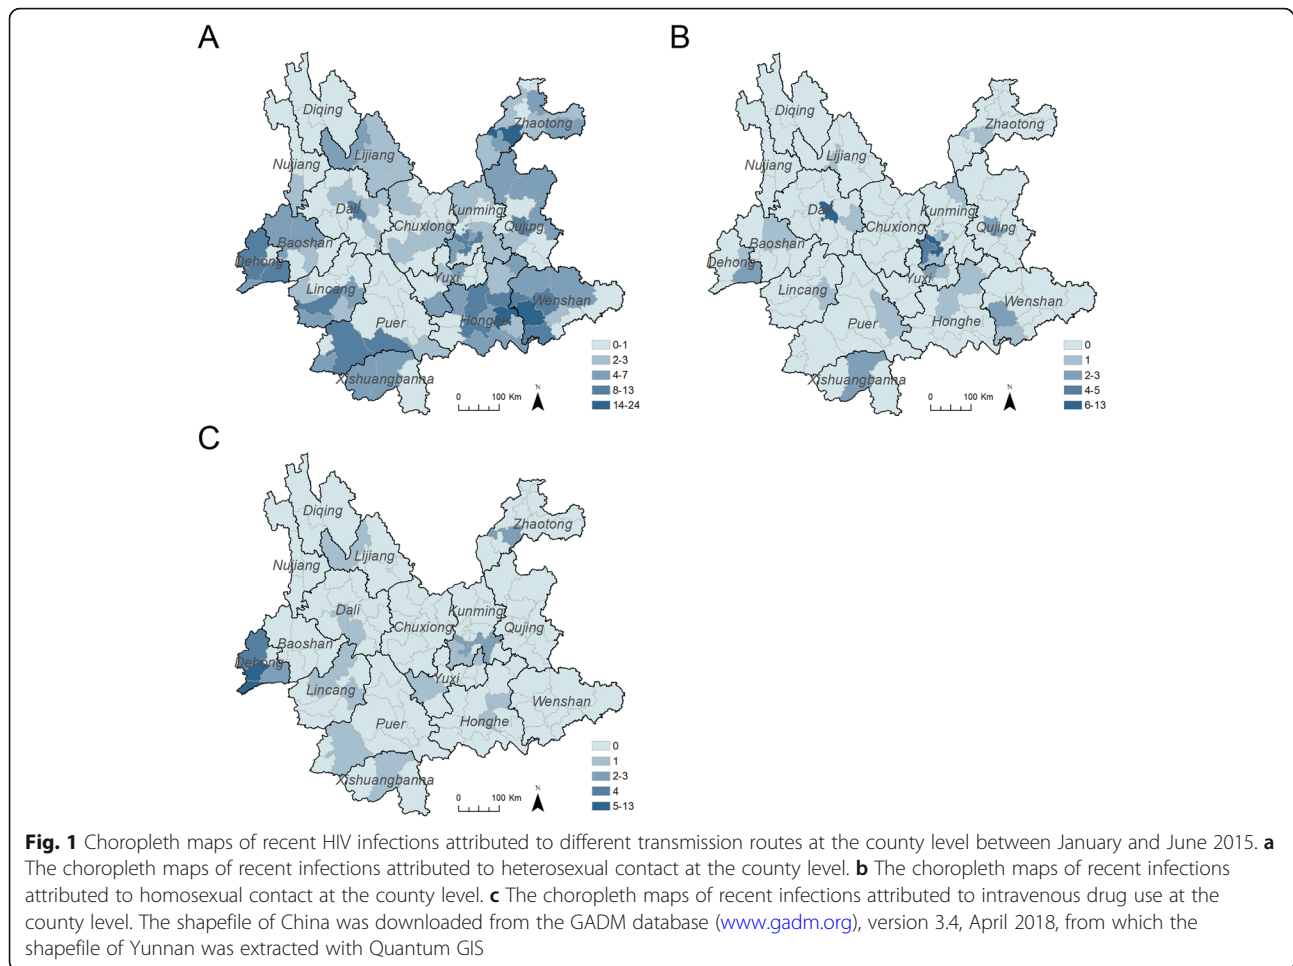 A
Diqing
Zhaotong
Nujiang
Lijiang
Dali
Kunming
Chuxiong
Qujing
Baoshan
Dehong
Yuxi
Lincang
Wenshan
Puer
Honghe
Xishuangbanna
0-1
2-3
4-7
8-13
14-24
0 100 Km
N
B
Diqing
Zhaotong
Lijiang
Nujiang
Da
Kunming
Chuxiong
Qujing
Baoshan
Dehong
Yuxi
Lincang
Wenshan
Puer
Honghe
Xishuangbanna
0
1
2-3
4-5
6-13
0 100 Km
N
C
Diqing
Zhaotong
Nujiang
Lijiang
Dali
Kunming
Chuxiong
Qujing
Baoshan
Dehong
Yuxi
Lincang
Wenshan
Puer
Honghe
Xishuangbanna
0
1
2-3
4
5-13
0 100 Km
N
Fig. 1 Choropleth maps of recent HIV infections attributed to different transmission routes at the county level between January and June 2015. a
The choropleth maps of recent infections attributed to heterosexual contact at the county level. b The choropleth maps of recent infections
attributed to homosexual contact at the county level. c The choropleth maps of recent infections attributed to intravenous drug use at the
county level. The shapefile of China was downloaded from the GADM database (www.gadm.org), version 3.4, April 2018, from which the
shapefile of Yunnan was extracted with Quantum GIS